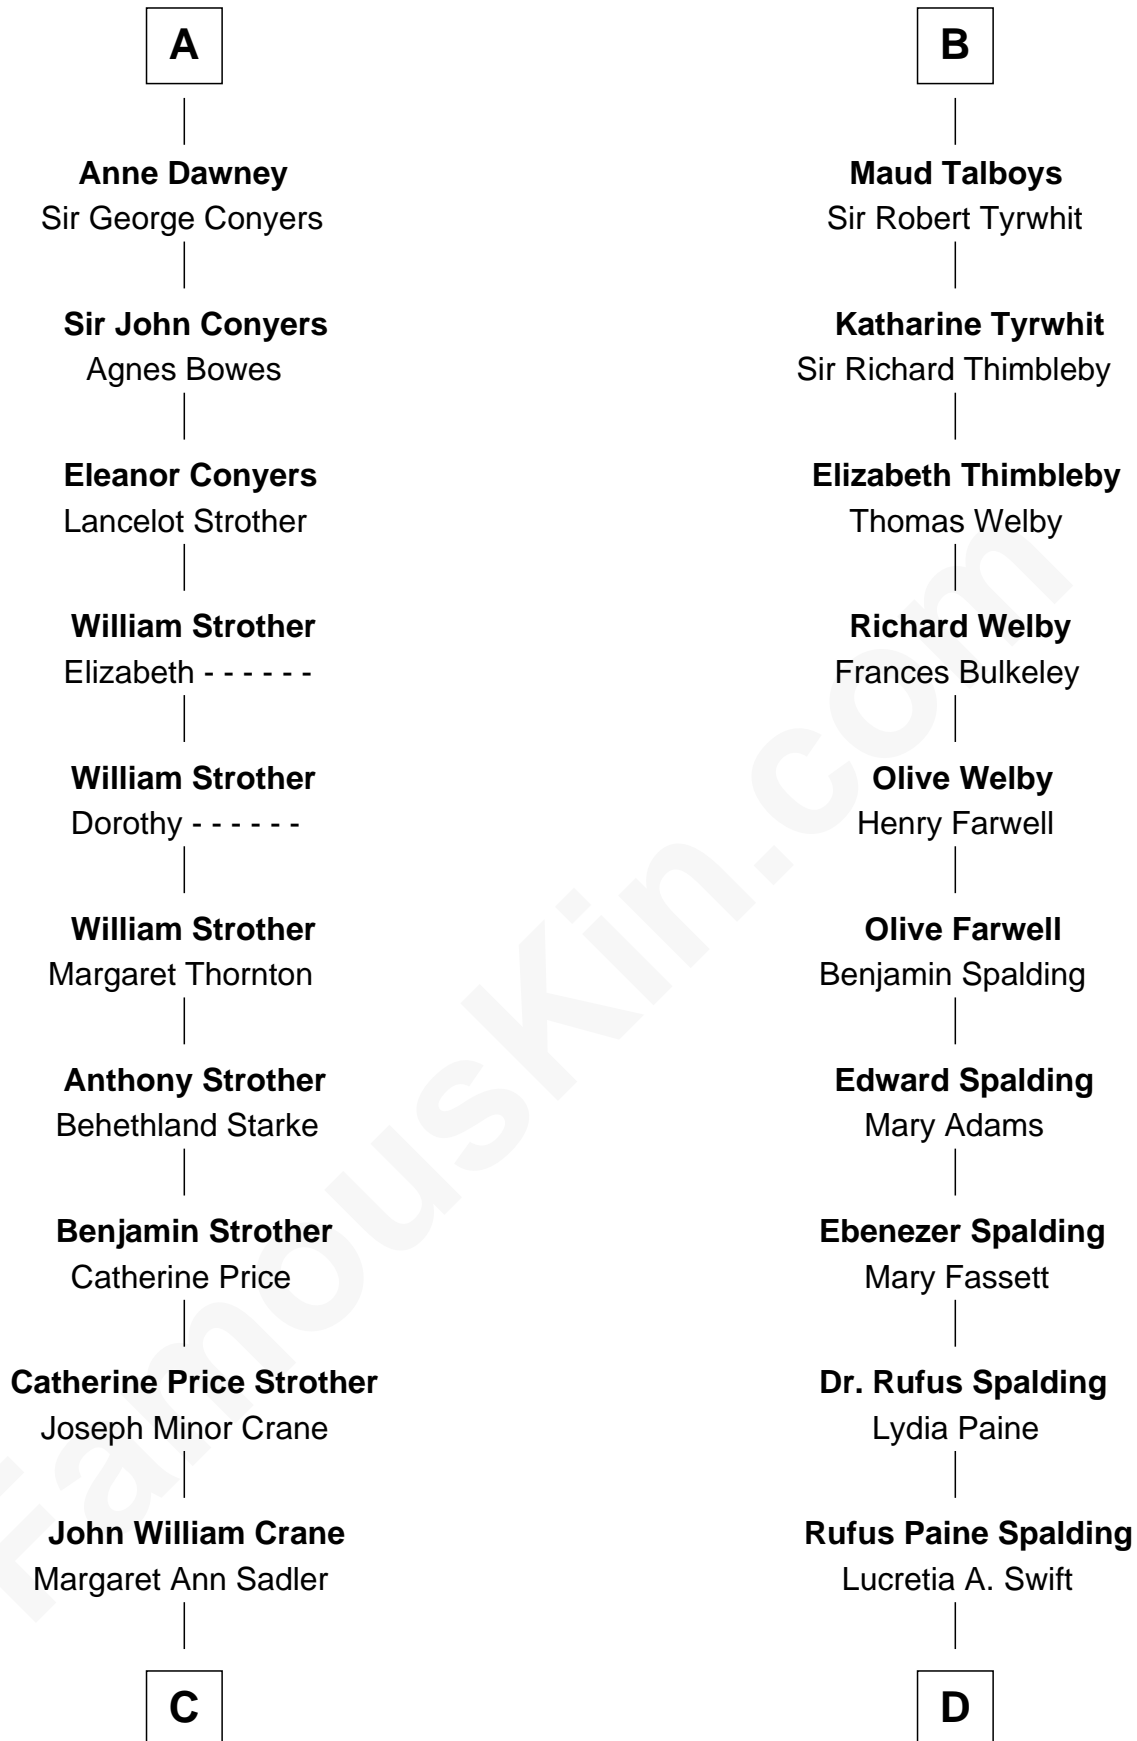 A
Anne Dawney
Sir George Conyers
Sir John Conyers
Agnes Bowes
Eleanor Conyers
Lancelot Strother
William Strother
Elizabeth - - - - - -
William Strother
Dorothy - - - - - -
William Strother
Margaret Thornton
Anthony Strother
Behethland Starke
Benjamin Strother
Catherine Price
Catherine Price Strother
Joseph Minor Crane
John William Crane
Margaret Ann Sadler
C
B
Maud Talboys
Sir Robert Tyrwhit
Katharine Tyrwhit
Sir Richard Thimbleby
Elizabeth Thimbleby
Thomas Welby
Richard Welby
Frances Bulkeley
Olive Welby
Henry Farwell
Olive Farwell
Benjamin Spalding
Edward Spalding
Mary Adams
Ebenezer Spalding
Mary Fassett
Dr. Rufus Spalding
Lydia Paine
Rufus Paine Spalding
Lucretia A. Swift
D
FamousKin.com